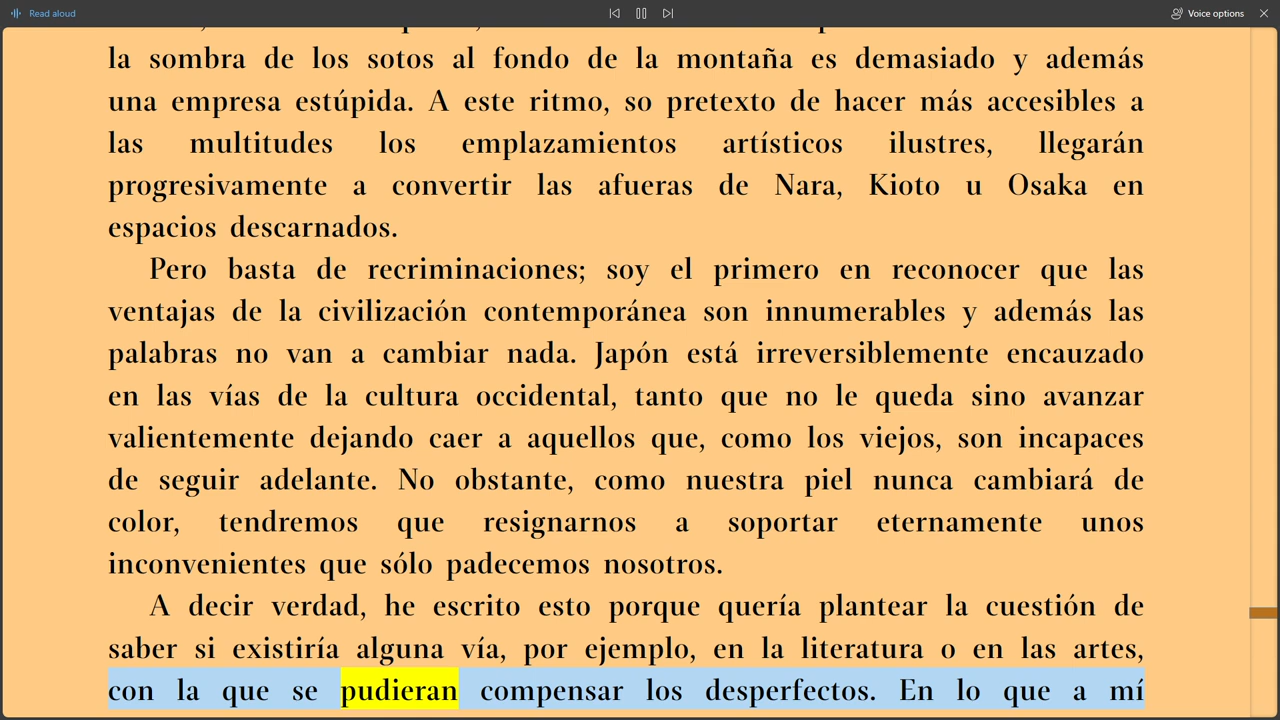 Read aloud
Voice options
la sombra de los sotos al fondo de la montaña es demasiado y además
una empresa estúpida. A este ritmo, so pretexto de hacer más accesibles a
las multitudes los emplazamientos artísticos ilustres, llegarán
progresivamente a convertir las afueras de Nara, Kioto u Osaka en
espacios descarnados.
Pero basta de recriminaciones; soy el primero en reconocer que las
ventajas de la civilización contemporánea son innumerables y además las
palabras no van a cambiar nada. Japón está irreversiblemente encauzado
en las vías de la cultura occidental, tanto que no le queda sino avanzar
valientemente dejando caer a aquellos que, como los viejos, son incapaces
de seguir adelante. No obstante, como nuestra piel nunca cambiará de
color, tendremos que resignarnos a soportar eternamente unos
inconvenientes que sólo padecemos nosotros.
A decir verdad, he escrito esto porque quería plantear la cuestión de
saber si existiría alguna vía, por ejemplo, en la literatura o en las artes,
con la que se pudieran compensar los desperfectos. En lo que a mí